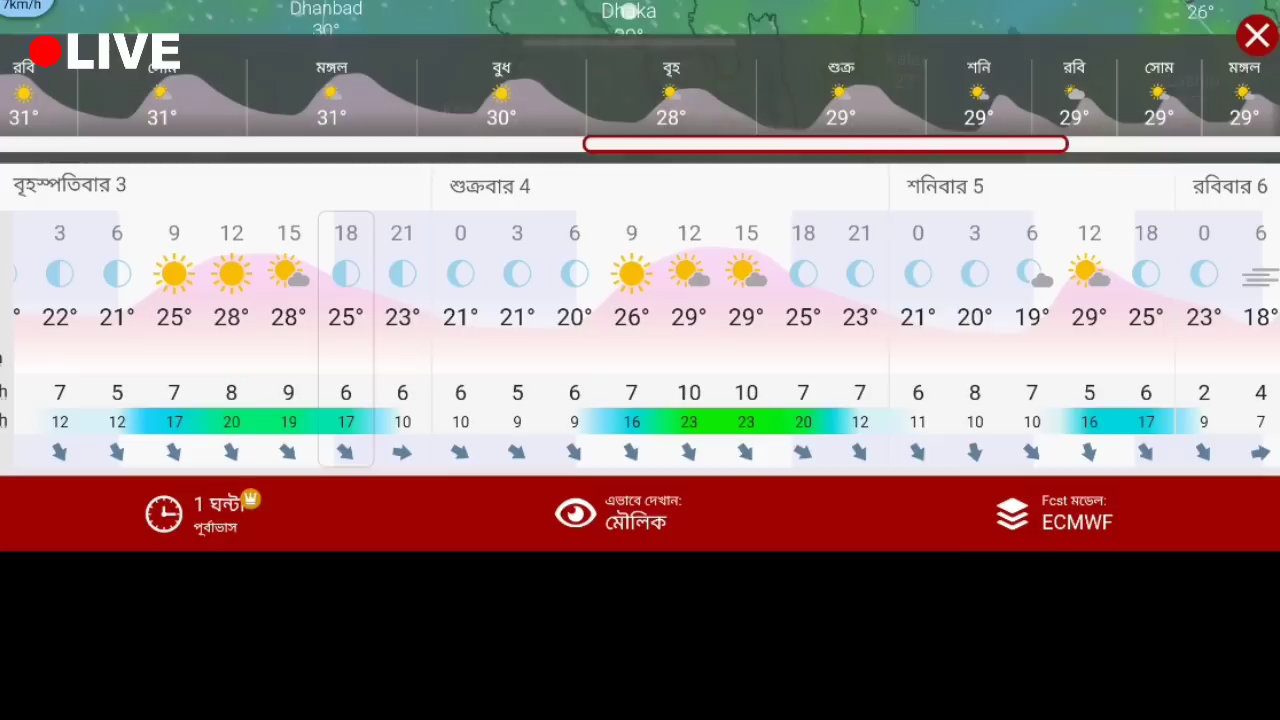 7km/h
Dhanbad
30°
Dhaka
26°
LIVE
রবি মঙ্গল বুধ বৃহ শুক্র শনি রবি সোম মঙ্গল
31° 31° 31° 30° 28° 29° 29° 29° 29° 29°
বৃহস্পতিবার 3 শুক্রবার 4 শনিবার 5 রবিবার 6
3 6 9 12 15 18 21 0 3 6 9 12 15 18 21 0 3 6 12 18 0 6
22° 21° 25° 28° 28° 25° 23° 21° 21° 20° 26° 29° 29° 25° 23° 21° 20° 19° 29° 25° 23° 18°
7 5 7 8 9 6 6 6 5 6 7 10 10 7 7 6 8 7 5 6 2 4
12 12 17 20 19 17 10 10 9 9 16 23 23 20 12 11 10 10 16 17 9 7
1 ঘন্টা
পূর্বাভাস
এভাবে দেখান:
মৌলিক
Fcst মডেল:
ECMWF